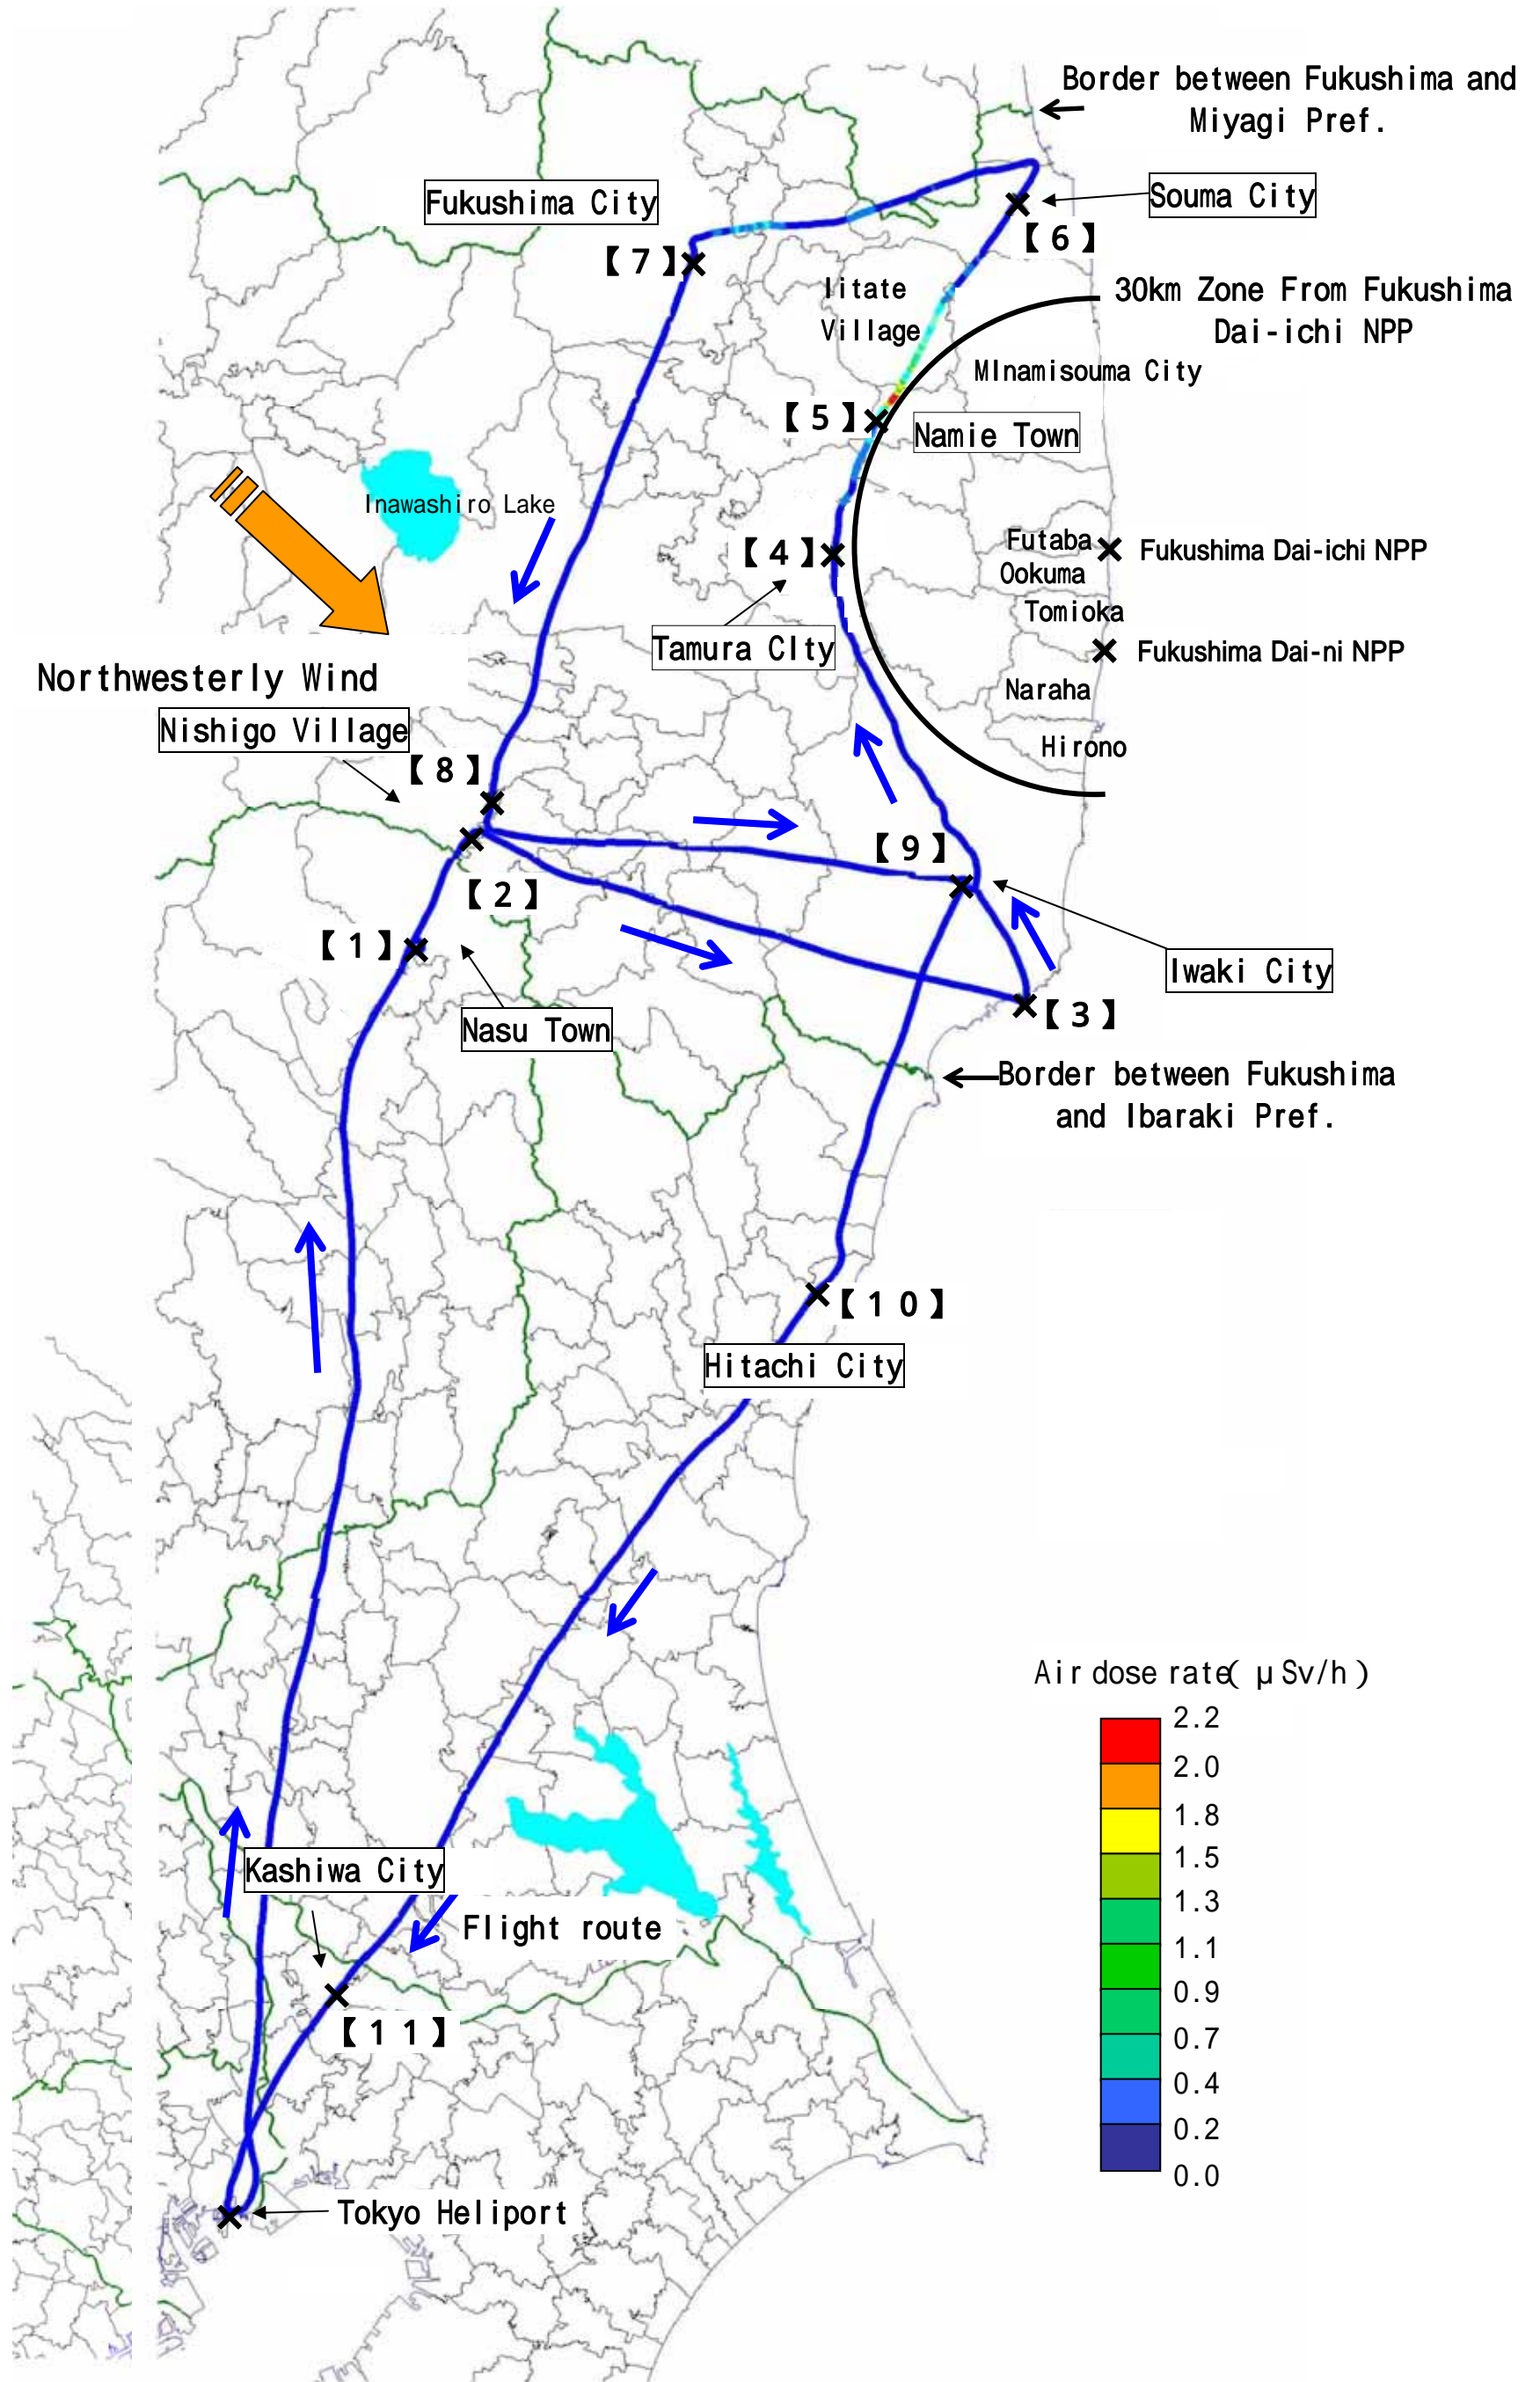 Border between Fukushima and
Miyagi Pref.
Fukushima City
Souma City
【6】
【7】
Iitate
Village
30km Zone From Fukushima
Dai-ichi NPP
MInamisouma City
【5】
Namie Town
Inawashiro Lake
【4】
Futaba
Fukushima Dai-ichi NPP
Ookuma
Tomioka
Tamura CIty
Fukushima Dai-ni NPP
Northwesterly Wind
Naraha
Nishigo Village
Hirono
【8】
【9】
【2】
【1】
Iwaki City
【3】
Nasu Town
Border between Fukushima
and Ibaraki Pref.
【10】
Hitachi City
Air dose rate( μSv/h)
2.2
2.0
1.8
1.5
1.3
1.1
0.9
0.7
0.4
0.2
0.0
Kashiwa City
Flight route
【11】
Tokyo Heliport